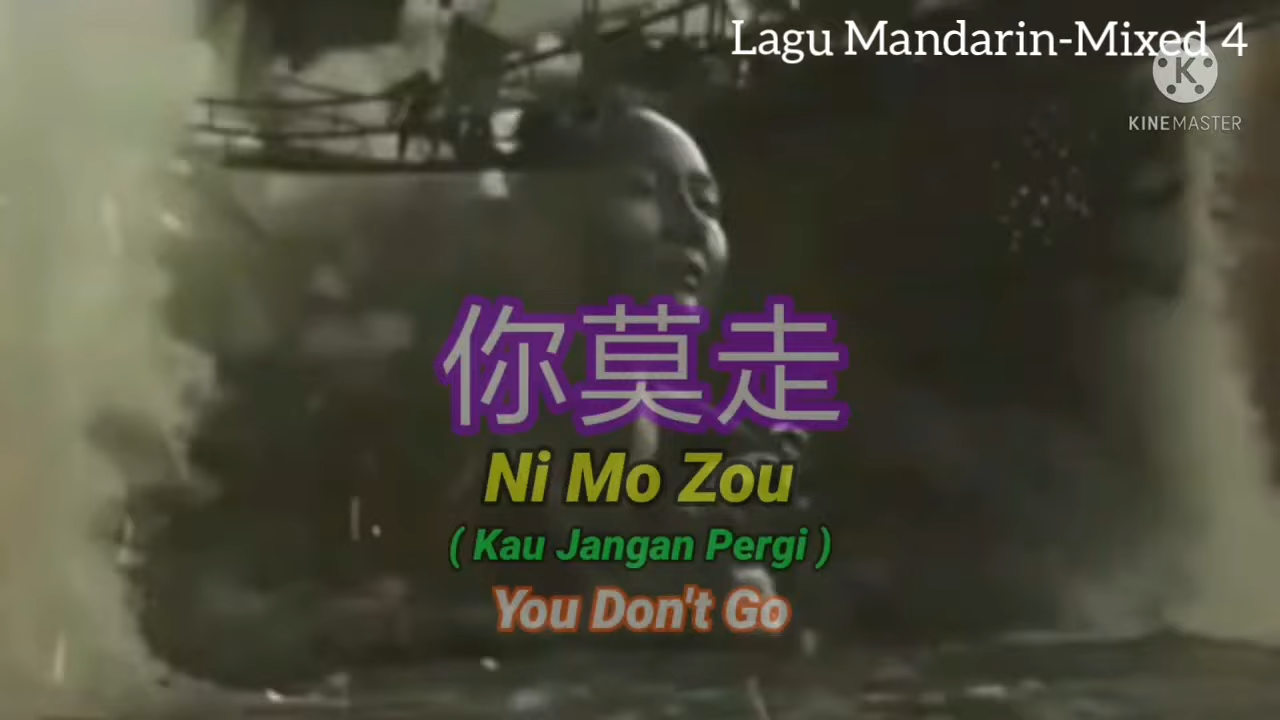 Lagu Mandarin-Mixed 4
K
KINEMASTER
你莫走
Ni Mo Zou
( Kau Jangan Pergi )
You Don't Go